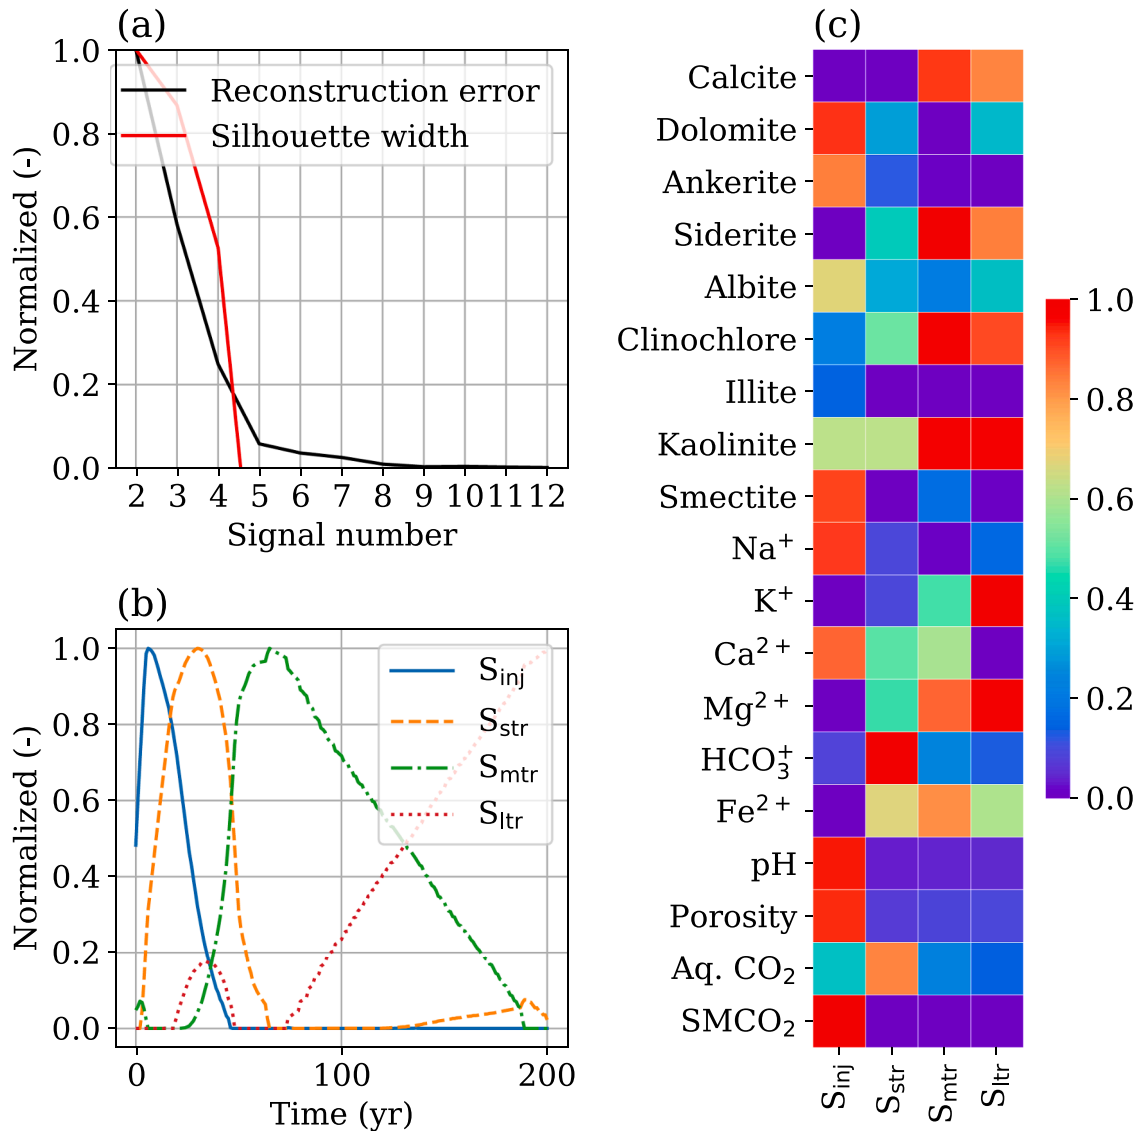 (a)
1.0
0.8
0.6
0.4
0.2
0.0
Normalized (-)
Reconstruction error
Silhouette width
2 3 4 5 6 7 8 9 10 11 12
Signal number
(b)
1.0
0.8
0.6
0.4
0.2
0.0
Normalized (-)
S_inj
S_str
S_mtr
S_ltr
0 100 200
Time (yr)
(c)
Calcite
Dolomite
Ankerite
Siderite
Albite
Clinochlore
Illite
Kaolinite
Smectite
Na⁺
K⁺
Ca²⁺
Mg²⁺
HCO₃⁺
Fe²⁺
pH
Porosity
Aq. CO₂
SMCO₂
S_inj S_str S_mtr S_ltr
1.0
0.8
0.6
0.4
0.2
0.0